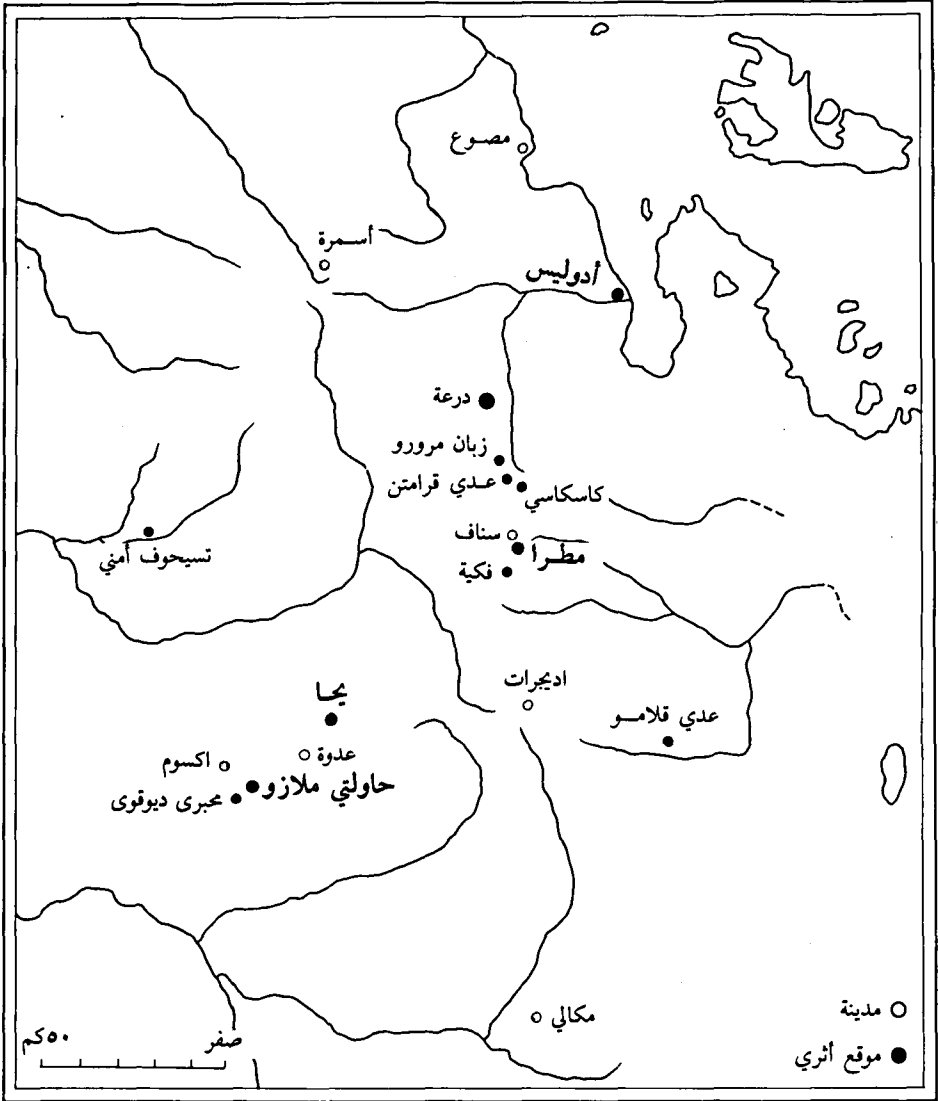 مصوع
أسمرة
أدوليس
درعة
زبان مرورو
عدي قرامتن
كاسكاسي
سناف
مطرا
فكية
تسيحوف أمني
يحا
اديجرات
عدي قلامو
عدوة
اكسوم
حاولتي ملازو
محبرى ديوقوى
مكالي
مدينة
موقع أثري
صفر
٥٠كم